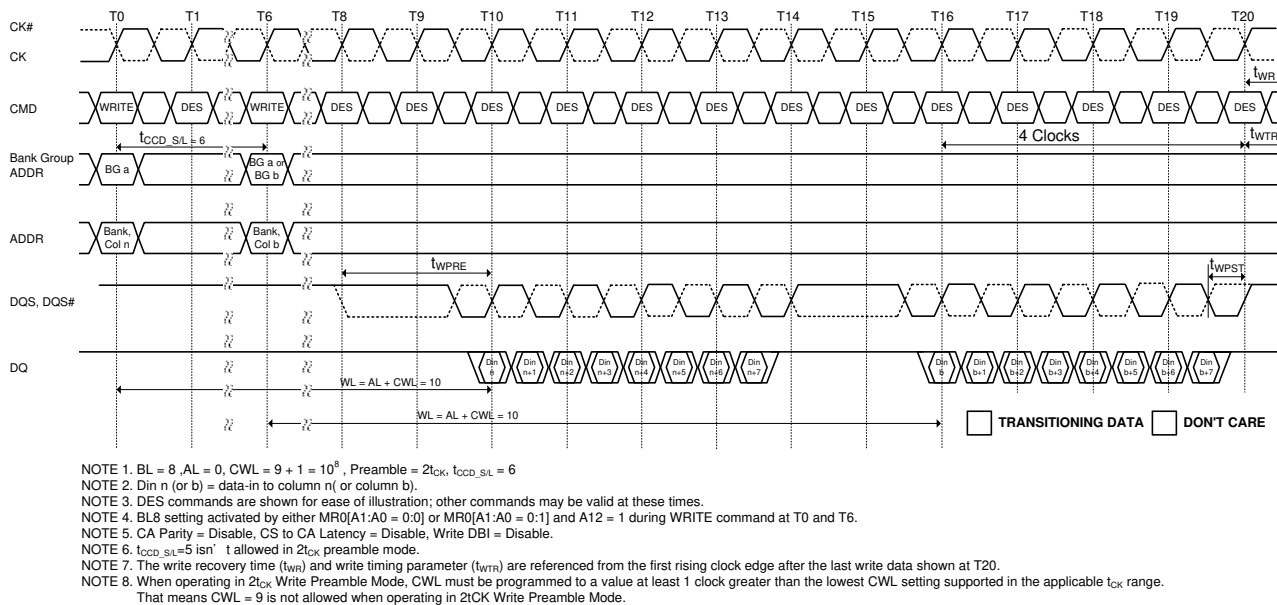 T0 T1 T6 T8 T9 T10 T11 T12 T13 T14 T15 T16 T17 T18 T19 T20
CK#
CK
tWR
CMD WRITE DES WRITE DES DES DES DES DES DES DES DES DES DES DES DES DES
tCCD_S/L = 6
4 Clocks
tWTR
Bank Group
ADDR
BG a
BG a or
BG b
ADDR
Bank,
Col n
Bank,
Col b
tWPRE
tWPST
DQS, DQS#
DQ
Din
n
Din
n+1
Din
n+2
Din
n+3
Din
n+4
Din
n+5
Din
n+6
Din
n+7
Din
b
Din
b+1
Din
b+2
Din
b+3
Din
b+4
Din
b+5
Din
b+6
Din
b+7
WL = AL + CWL = 10
WL = AL + CWL = 10
TRANSITIONING DATA DON'T CARE
NOTE 1. BL = 8 ,AL = 0, CWL = 9 + 1 = 10⁸ , Preamble = 2tCK, tCCD_S/L = 6
NOTE 2. Din n (or b) = data-in to column n( or column b).
NOTE 3. DES commands are shown for ease of illustration; other commands may be valid at these times.
NOTE 4. BL8 setting activated by either MR0[A1:A0 = 0:0] or MR0[A1:A0 = 0:1] and A12 = 1 during WRITE command at T0 and T6.
NOTE 5. CA Parity = Disable, CS to CA Latency = Disable, Write DBI = Disable.
NOTE 6. tCCD_S/L=5 isn' t allowed in 2tCK preamble mode.
NOTE 7. The write recovery time (tWR) and write timing parameter (tWTR) are referenced from the first rising clock edge after the last write data shown at T20.
NOTE 8. When operating in 2tCK Write Preamble Mode, CWL must be programmed to a value at least 1 clock greater than the lowest CWL setting supported in the applicable tCK range.
That means CWL = 9 is not allowed when operating in 2tCK Write Preamble Mode.